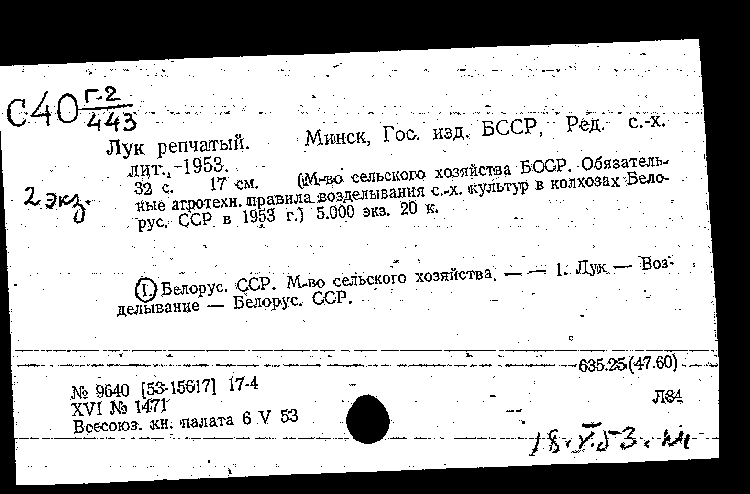 С40 Г-2/443
Лук репчатый. Минск, Гос. изд. БССР, Ред. с.-х.
лит., 1953.
32 с. 17 см. (М-во сельского хозяйства БССР. Обязатель-
2 экз. ные агротехн. правила возделывания с.-х. культур в колхозах Бело-
рус. ССР в 1953 г.) 5.000 экз. 20 к.
I. Белорус. ССР. М-во сельского хозяйства. — — 1. Лук — Воз-
делывание — Белорус. ССР.
635.25(47.60)
№ 9640 [53-15617] 17-4
XVI № 1471
Л84
Всесоюз. кн. палата 6 V 53
18.V.53.